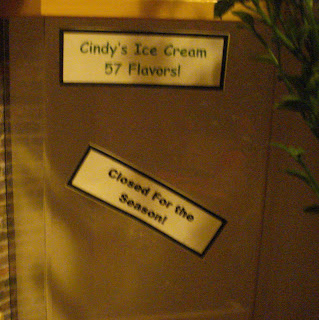 Cindy's Ice Cream
57 Flavors!
Closed For the
Season!